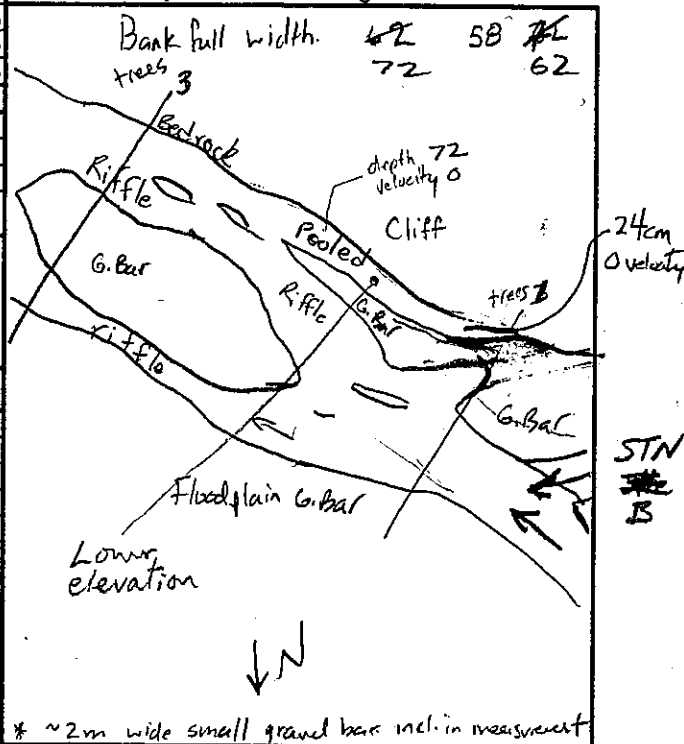 Bank full width. 58
72 62
trees 3
Bedrock
Riffle
depth 72
velocity 0
Pooled
Cliff
24cm
0 velocity
G.Bar
Riffle
G.Bar
trees
riffle
G.Bar
STN
B
Floodplain G.Bar
Lower
elevation
N
* ~2m wide small gravel bars incl. in measurement